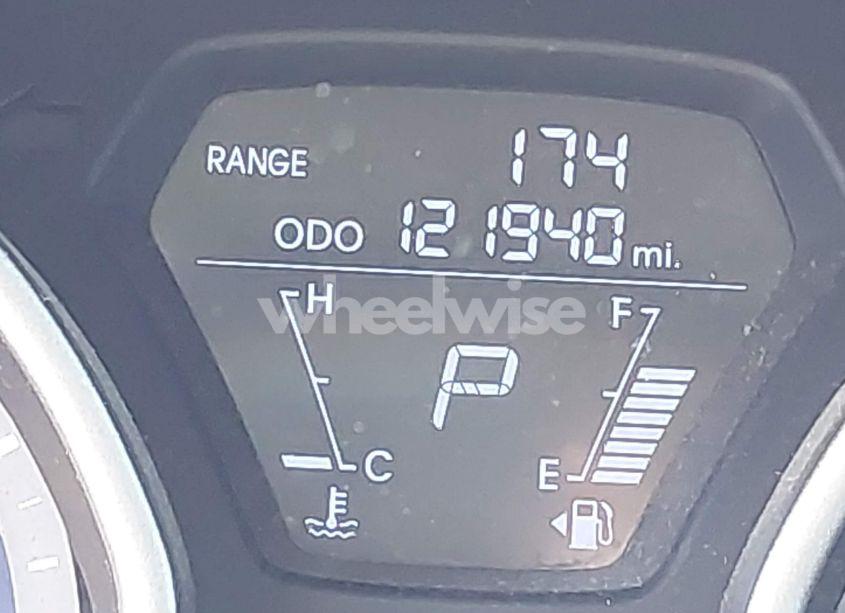 RANGE 174
ODO 121940 mi.
H F
wheelwise
P
E C
E